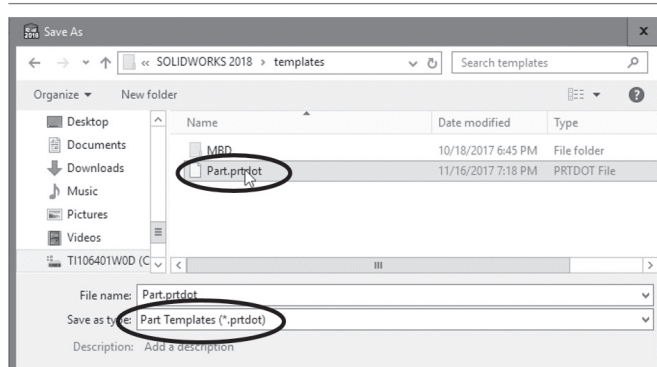 Save As
« SOLIDWORKS 2018 > templates
Search templates
Organize
New folder
Desktop
Documents
Downloads
Music
Pictures
Videos
TI106401W0D (C
Name
Date modified
Type
MBD
10/18/2017 6:45 PM
File folder
Part.prtdot
11/16/2017 7:18 PM
PRTDOT File
File name:
Part.prtdot
Save as type:
Part Templates (*.prtdot)
Description:
Add a description